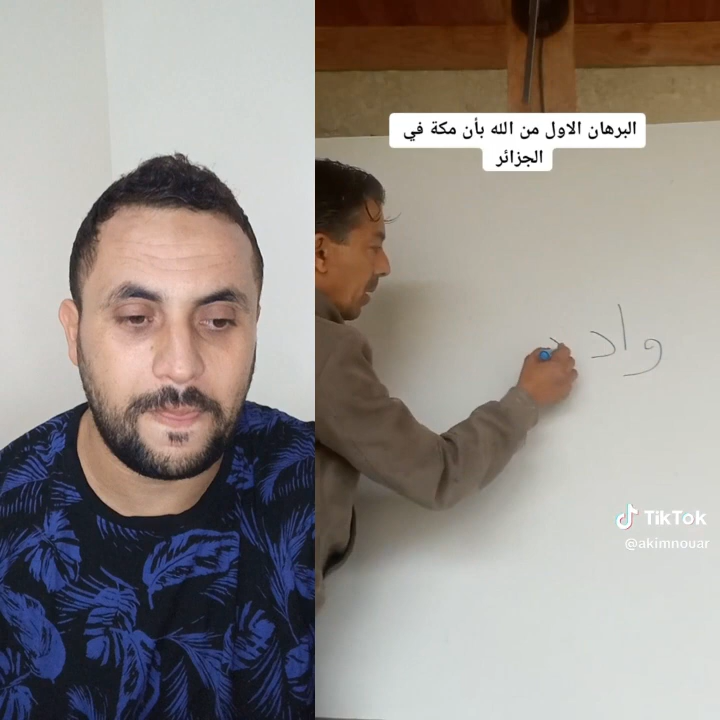 البرهان الاول من الله بأن مكة في
الجزائر
واد
TikTok
@akimnouar